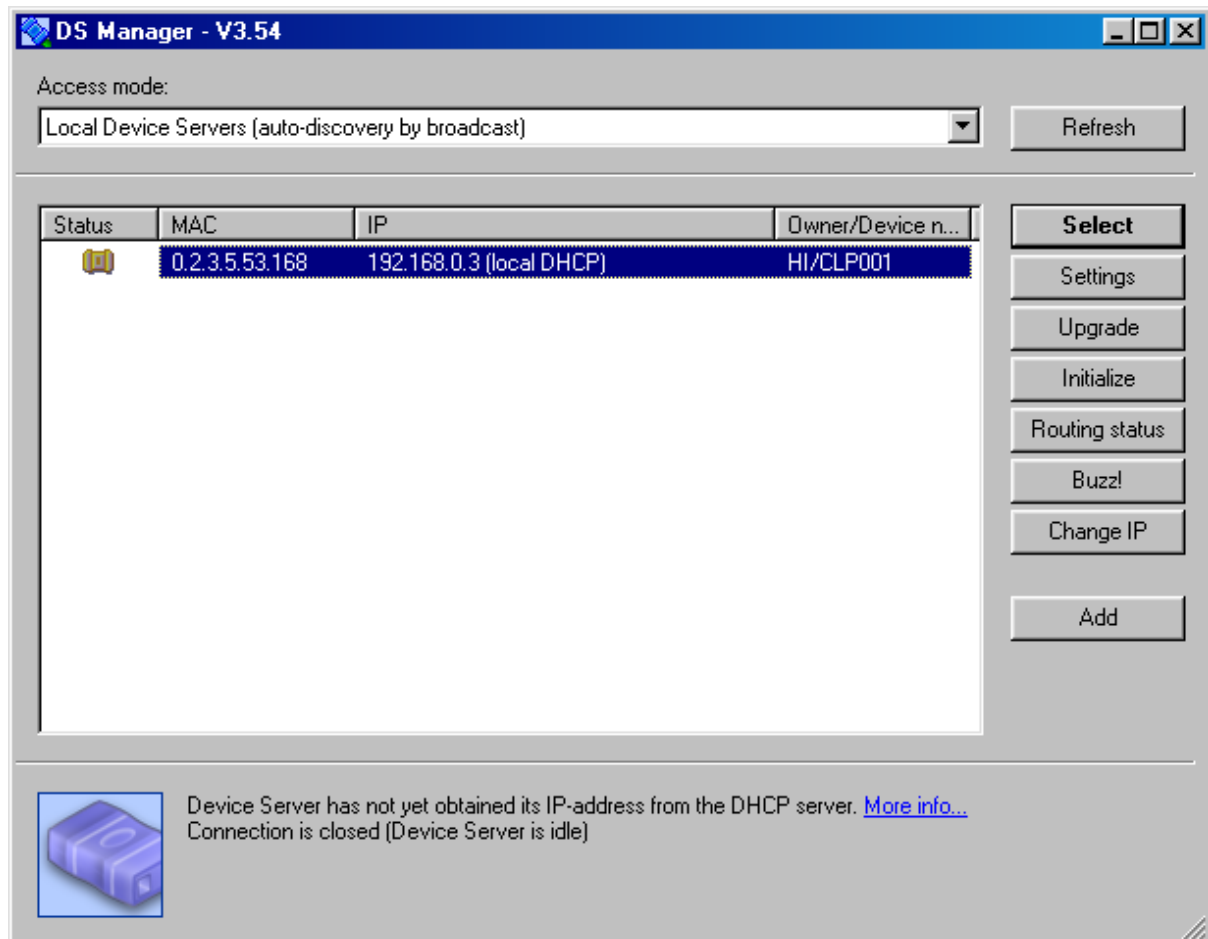 DS Manager - V3.54
Access mode:
Local Device Servers (auto-discovery by broadcast)
Refresh
Status MAC IP Owner/Device n...
0.2.3.5.53.168 192.168.0.3 (local DHCP) HI/CLP001
Select
Settings
Upgrade
Initialize
Routing status
Buzz!
Change IP
Add
Device Server has not yet obtained its IP-address from the DHCP server. More info...
Connection is closed (Device Server is idle)